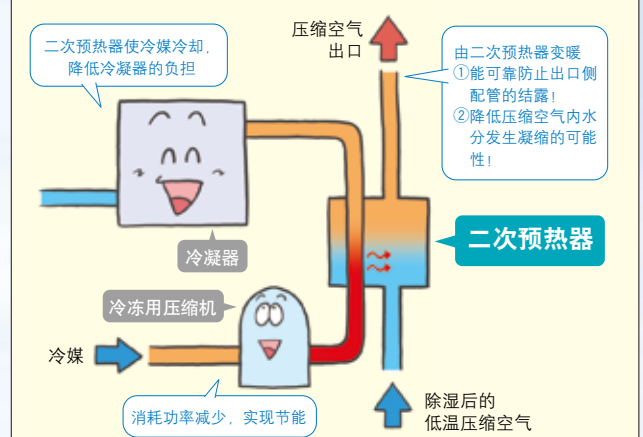 二次预热器使冷媒冷却，
降低冷凝器的负担
压缩空气
出口
由二次预热器变暖
①能可靠防止出口侧
配管的结露！
②降低压缩空气内水
分发生凝缩的可能
性！
二次预热器
冷凝器
冷冻用压缩机
冷媒
消耗功率减少，实现节能
除湿后的
低温压缩空气